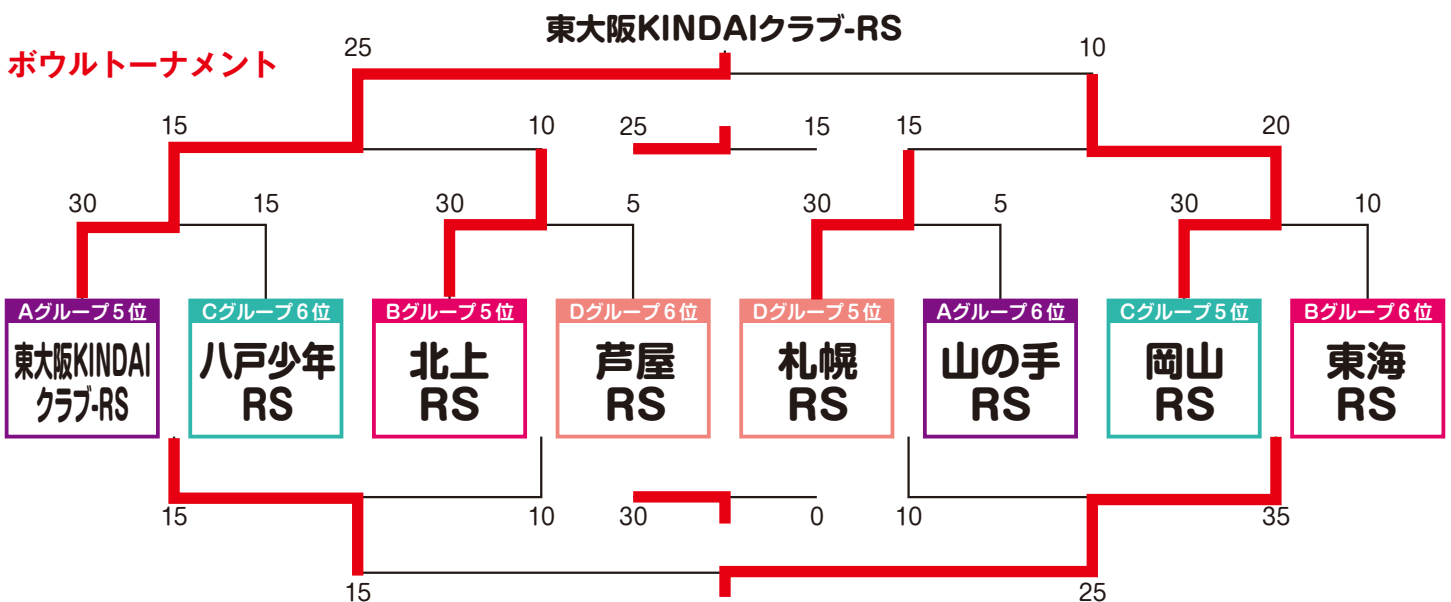 東大阪KINDAIクラブ-RS
ボウルトーナメント
25 10
15 10 25 15 15 20
30 15 30 5 30 5 30 10
Aグループ5位 Cグループ6位 Bグループ5位 Dグループ6位 Dグループ5位 Aグループ6位 Cグループ5位 Bグループ6位
東大阪KINDAI 八戸少年 北上 芦屋 札幌 山の手 岡山 東海
クラブ-RS RS RS RS RS RS RS RS
15 10 30 0 10 35
15 25